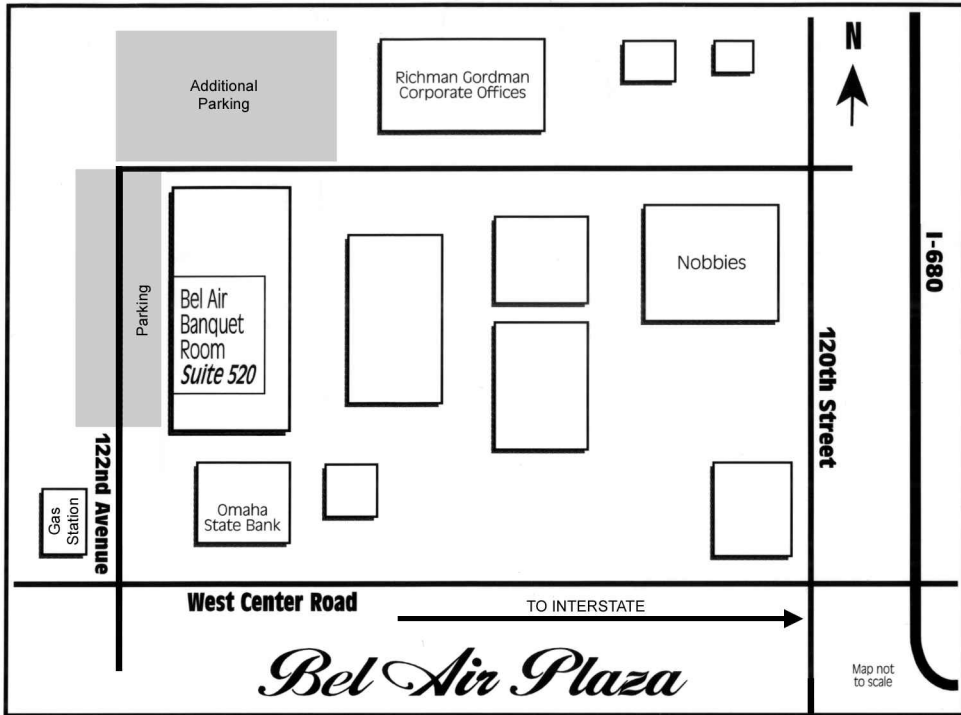 Additional
Parking
Richman Gordman
Corporate Offices
N
Parking
Bel Air
Banquet
Room
Suite 520
Nobbies
I-680
120th Street
122nd Avenue
Gas
Station
Omaha
State Bank
West Center Road
TO INTERSTATE
Bel Air Plaza
Map not
to scale